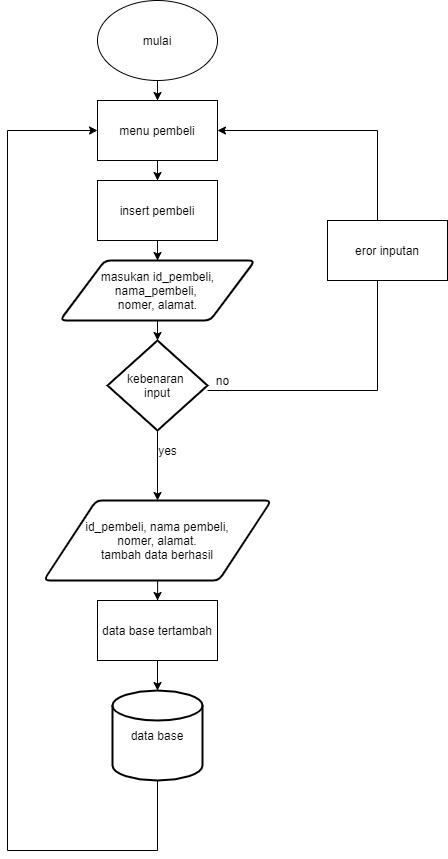 mulai
menu pembeli
insert pembeli
eror inputan
masukan id_pembeli,
nama_pembeli,
nomer, alamat.
kebenaran
input
no
yes
id_pembeli, nama pembeli,
nomer, alamat.
tambah data berhasil
data base tertambah
data base